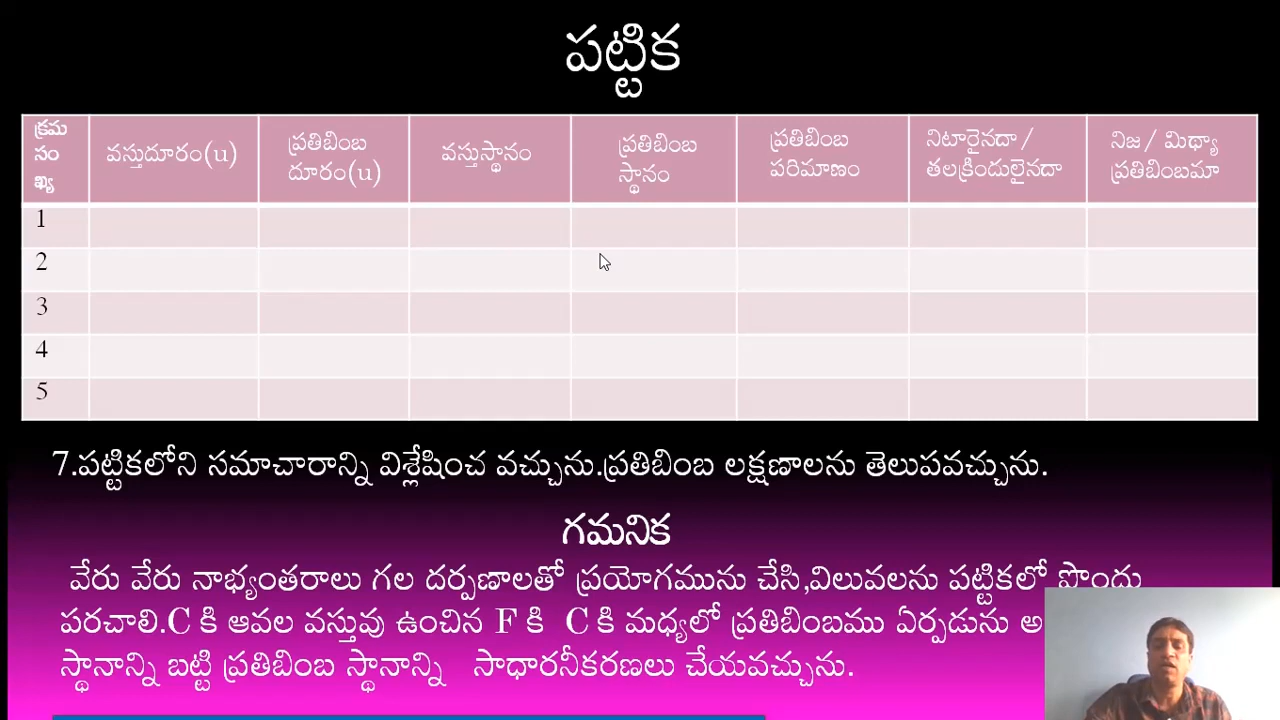 పట్టిక
క్రమ సం ఖ్య
వస్తుదూరం(u)
ప్రతిబింబ దూరం(u)
వస్తుస్థానం
ప్రతిబింబ స్థానం
ప్రతిబింబ పరిమాణం
నిటారైనదా / తలక్రిందులైనదా
నిజ / మిథ్యా ప్రతిబింబమా
1
2
3
4
5
7.పట్టికలోని సమాచారాన్ని విశ్లేషించ వచ్చును.ప్రతిబింబ లక్షణాలను తెలుపవచ్చును.
గమనిక
వేరు వేరు నాభ్యంతరాలు గల దర్పణాలతో ప్రయోగమును చేసి,విలువలను పట్టికలో పొందు
పరచాలి.C కి ఆవల వస్తువు ఉంచిన F కి C కి మధ్యలో ప్రతిబింబము ఏర్పడును
స్థానాన్ని బట్టి ప్రతిబింబ స్థానాన్ని సాధారనీకరణలు చేయవచ్చును.